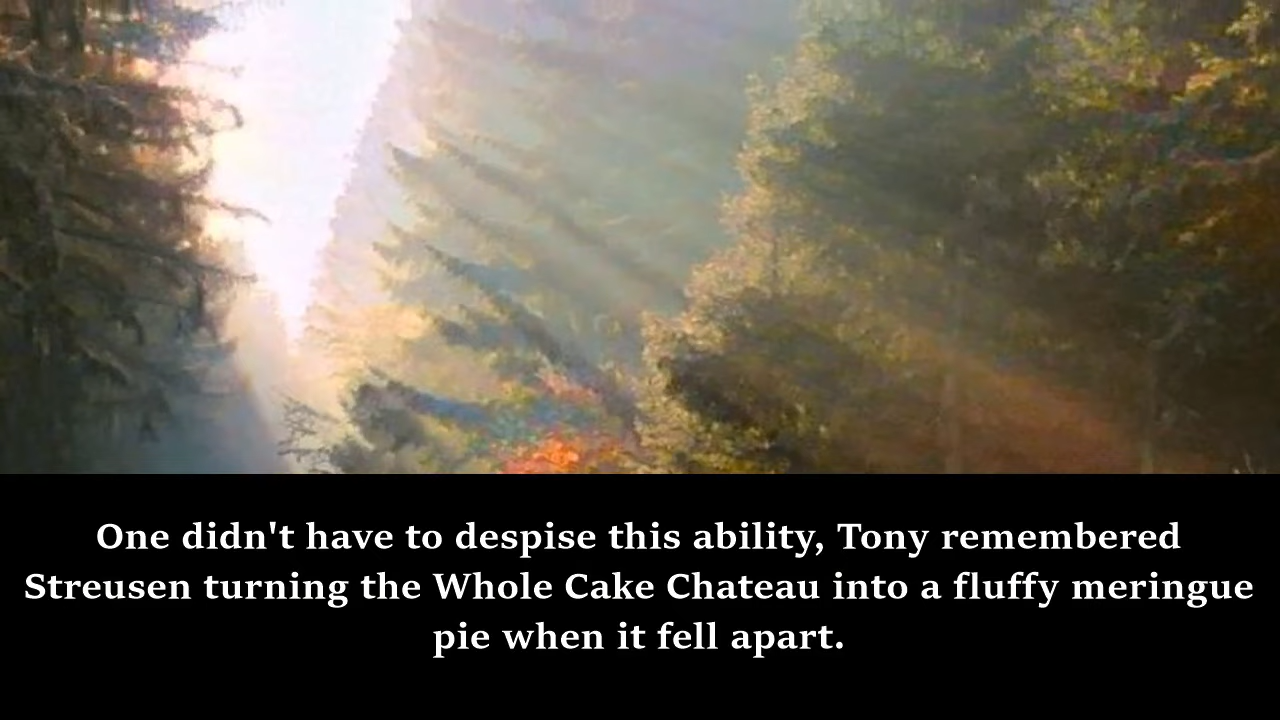 One didn't have to despise this ability, Tony remembered
Streusen turning the Whole Cake Chateau into a fluffy meringue
pie when it fell apart.